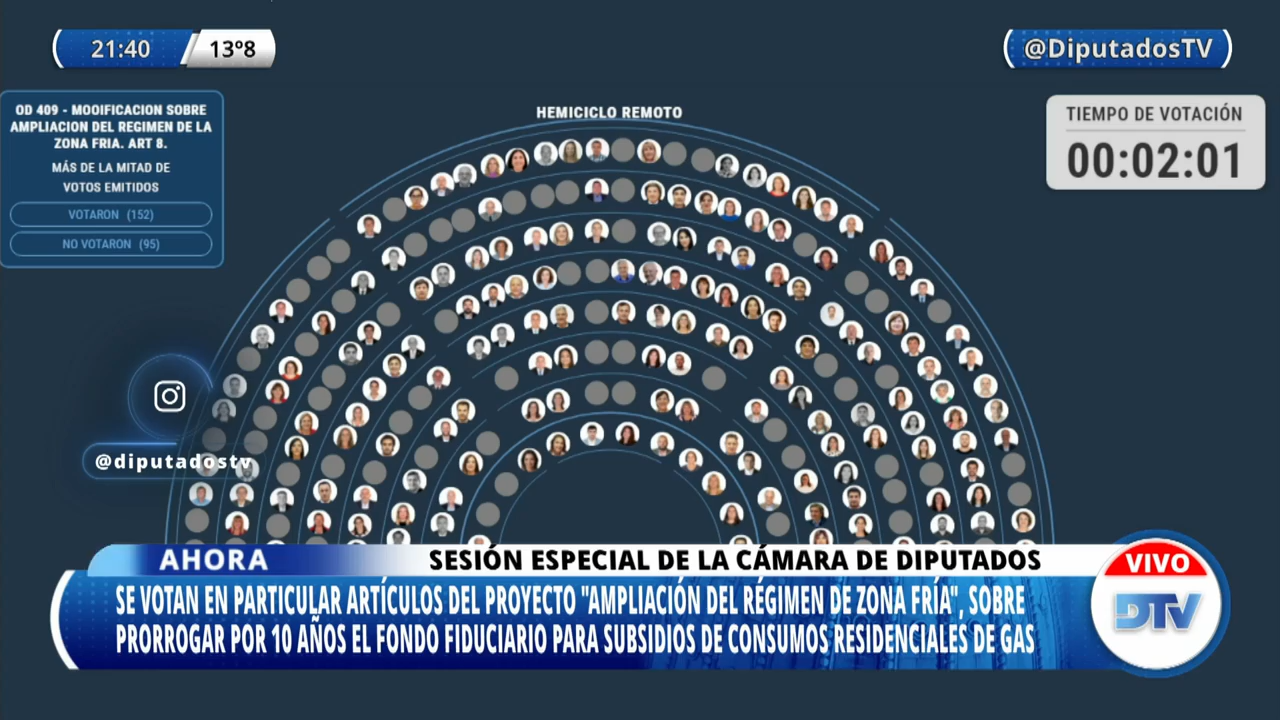 21:40
13º8
@DiputadosTV
OD 409 - MOOIFICACION SOBRE
AMPLIACION DEL REGIMEN DE LA
ZONA FRIA. ART 8.
MÁS DE LA MITAD DE
VOTOS EMITIDOS
VOTARON (152)
NO VOTARON (95)
HEMICICLO REMOTO
TIEMPO DE VOTACIÓN
00:02:01
@diputadostv
AHORA
SESIÓN ESPECIAL DE LA CÁMARA DE DIPUTADOS
SE VOTAN EN PARTICULAR ARTÍCULOS DEL PROYECTO "AMPLIACIÓN DEL RÉGIMEN DE ZONA FRÍA", SOBRE
PRORROGAR POR 10 AÑOS EL FONDO FIDUCIARIO PARA SUBSIDIOS DE CONSUMOS RESIDENCIALES DE GAS
VIVO
DTV